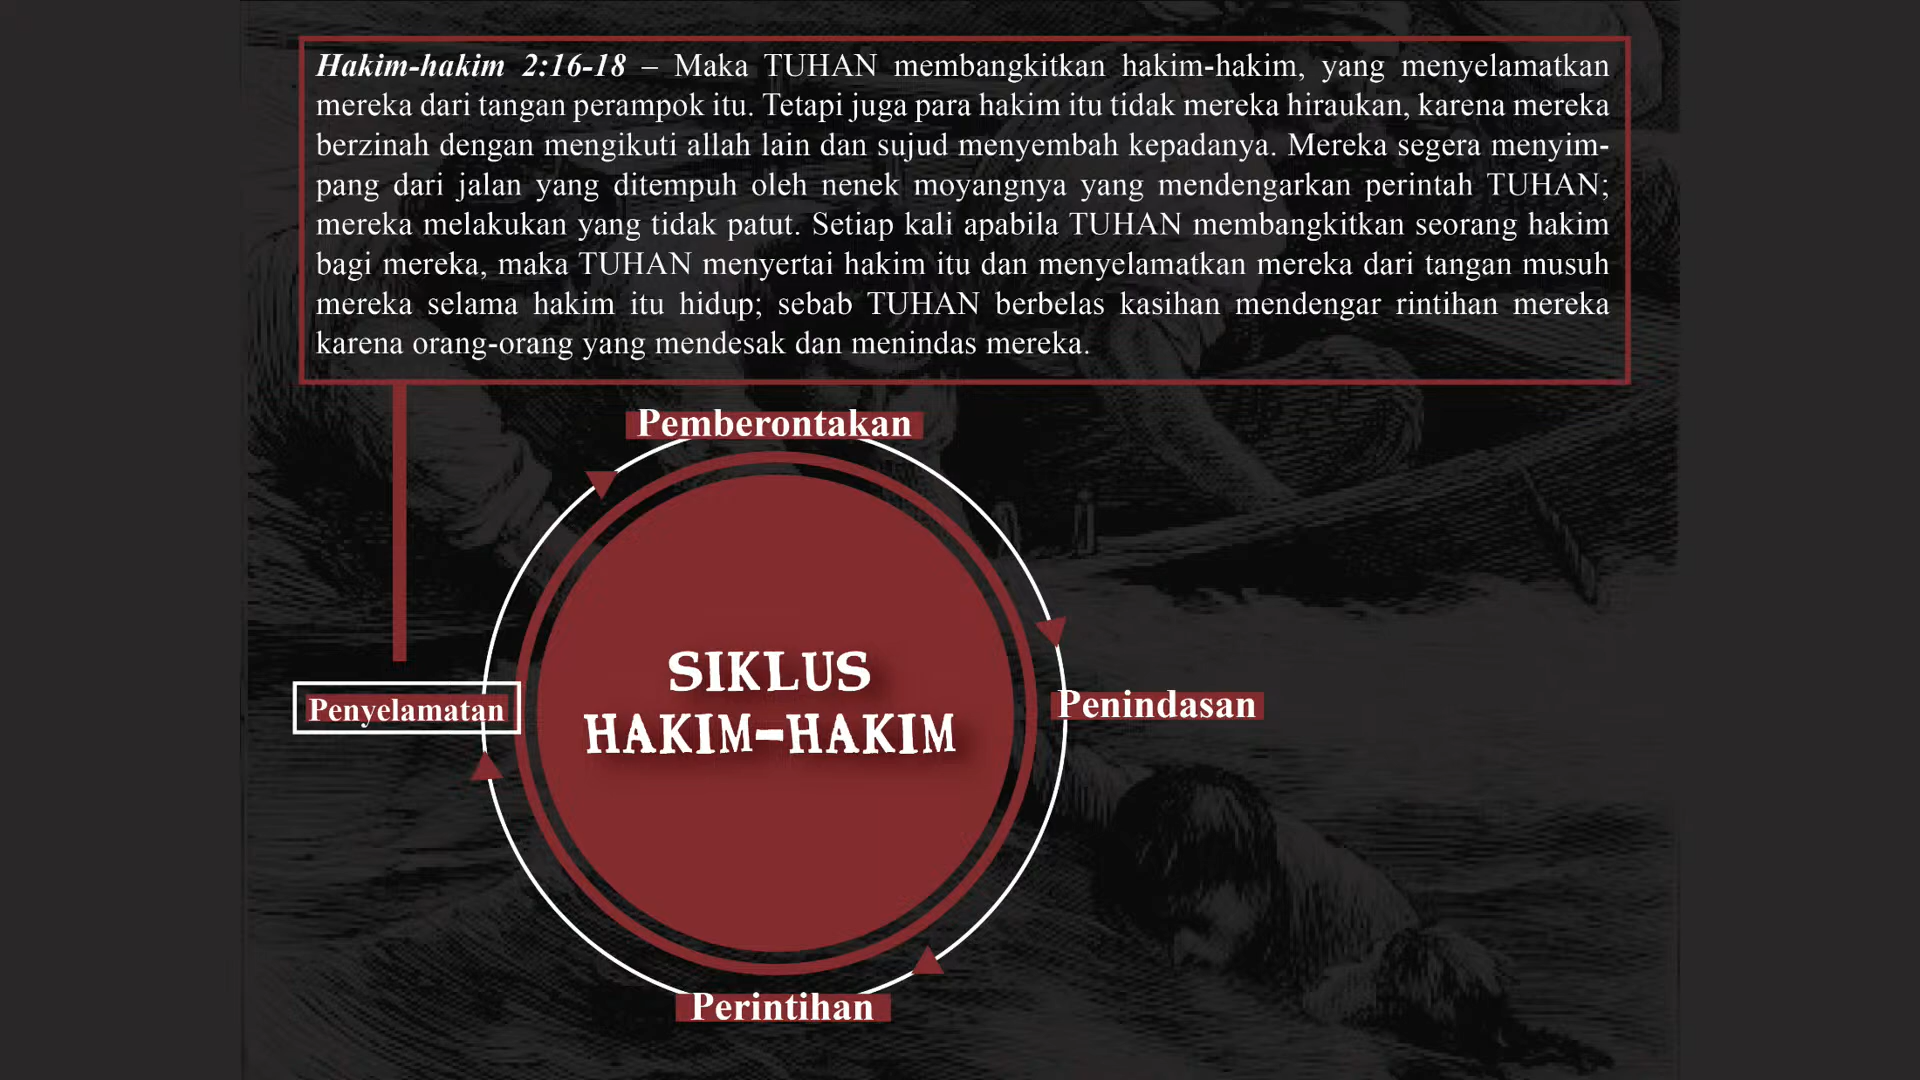 Hakim-hakim 2:16-18 – Maka TUHAN membangkitkan hakim-hakim, yang menyelamatkan
mereka dari tangan perampok itu. Tetapi juga para hakim itu tidak mereka hiraukan, karena mereka
berzinah dengan mengikuti allah lain dan sujud menyembah kepadanya. Mereka segera menyim-
pang dari jalan yang ditempuh oleh nenek moyangnya yang mendengarkan perintah TUHAN;
mereka melakukan yang tidak patut. Setiap kali apabila TUHAN membangkitkan seorang hakim
bagi mereka, maka TUHAN menyertai hakim itu dan menyelamatkan mereka dari tangan musuh
mereka selama hakim itu hidup; sebab TUHAN berbelas kasihan mendengar rintihan mereka
karena orang-orang yang mendesak dan menindas mereka.
Pemberontakan
SIKLUS
HAKIM-HAKIM
Penyelamatan
Penindasan
Perintihan